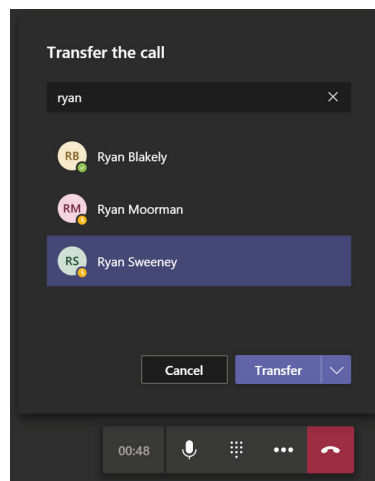 Transfer the call
ryan
RB Ryan Blakely
RM Ryan Moorman
RS Ryan Sweeney
Cancel Transfer
00:48